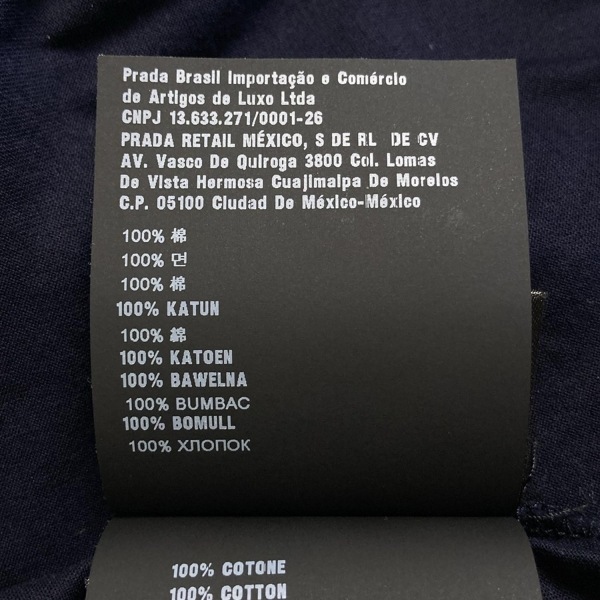 Prada Brasil Importação e Comércio
de Artigos de Luxo Ltda
CNPJ 13.633.271/0001-26
PRADA RETAIL MÉXICO, S DE RL DE CV
AV. Vasco De Quiroga 3800 Col. Lomas
De Vista Hermosa Cuajimalpa De Morelos
C.P. 05100 Ciudad De México-México
100% 棉
100% 면
100% 棉
100% KATUN
100% 綿
100% KATOEN
100% BAWEŁNA
100% BUMBAC
100% BOMULL
100% ХЛОПОК
100% COTONE
100% COTTON